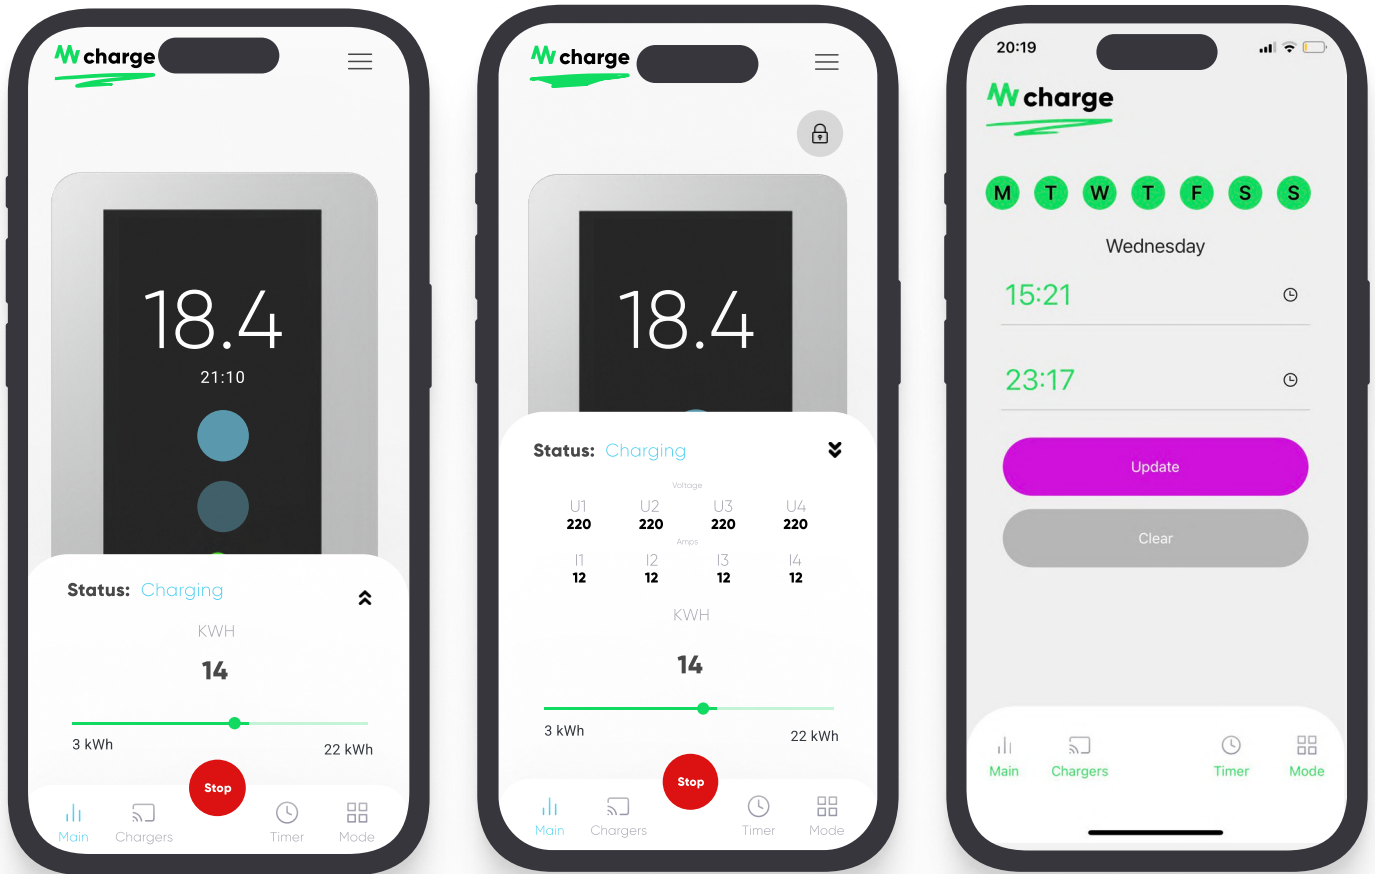 charge
18.4
21:10
Status: Charging
KWH
14
3 kWh 22 kWh
Stop
Main Chargers Timer Mode
charge
18.4
Status: Charging
Voltage
U1 U2 U3 U4
220 220 220 220
Amps
I1 I2 I3 I4
12 12 12 12
KWH
14
3 kWh 22 kWh
Stop
Main Chargers Timer Mode
20:19
charge
M T W T F S S
Wednesday
15:21
23:17
Update
Clear
Main Chargers Timer Mode